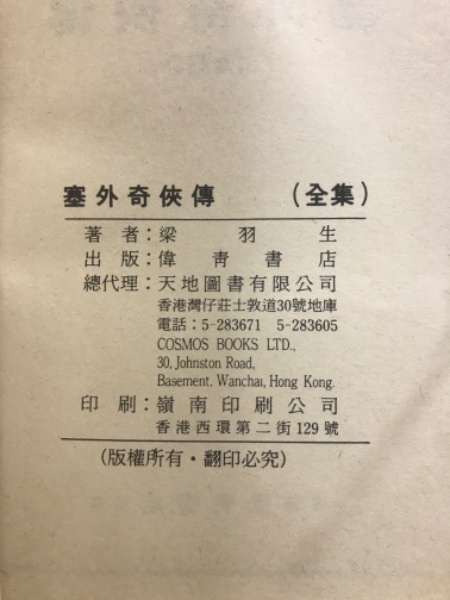 塞外奇俠傳 （全集）
著者：梁羽生
出版：偉青書店
總代理：天地圖書有限公司
香港灣仔莊士敦道30號地庫
電話：5-283671 5-283605
COSMOS BOOKS LTD.,
30, Johnston Road,
Basement, Wanchai, Hong Kong.
印刷：嶺南印刷公司
香港西環第二街129號
（版權所有·翻印必究）